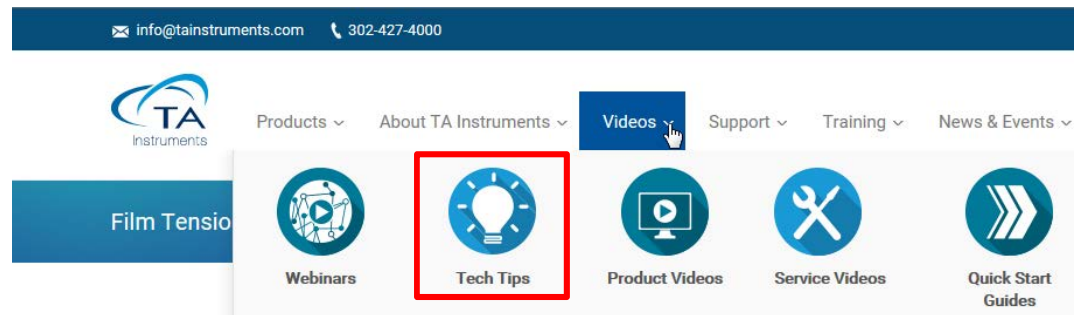 info@tainstruments.com 302-427-4000
TA
Instruments
Products About TA Instruments Videos Support Training News & Events
Film Tensio
Webinars Tech Tips Product Videos Service Videos Quick Start
Guides